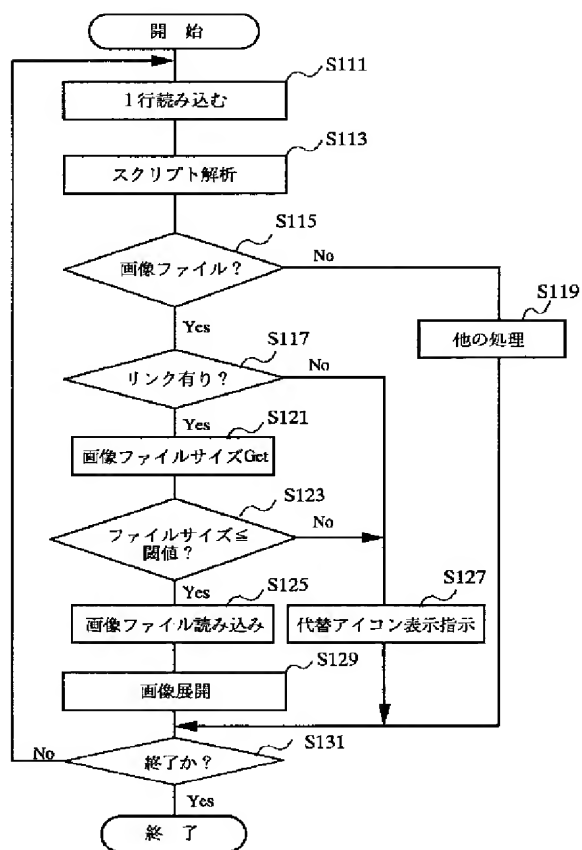 開 始
S111
1行読み込む
S113
スクリプト解析
S115
画像ファイル?
No
S119
Yes
他の処理
S117
リンク有り?
No
Yes
S121
画像ファイルサイズGet
S123
ファイルサイズ≦
閾値?
No
Yes
S125
S127
画像ファイル読み込み
代替アイコン表示指示
S129
画像展開
S131
No
終了か?
Yes
終 了